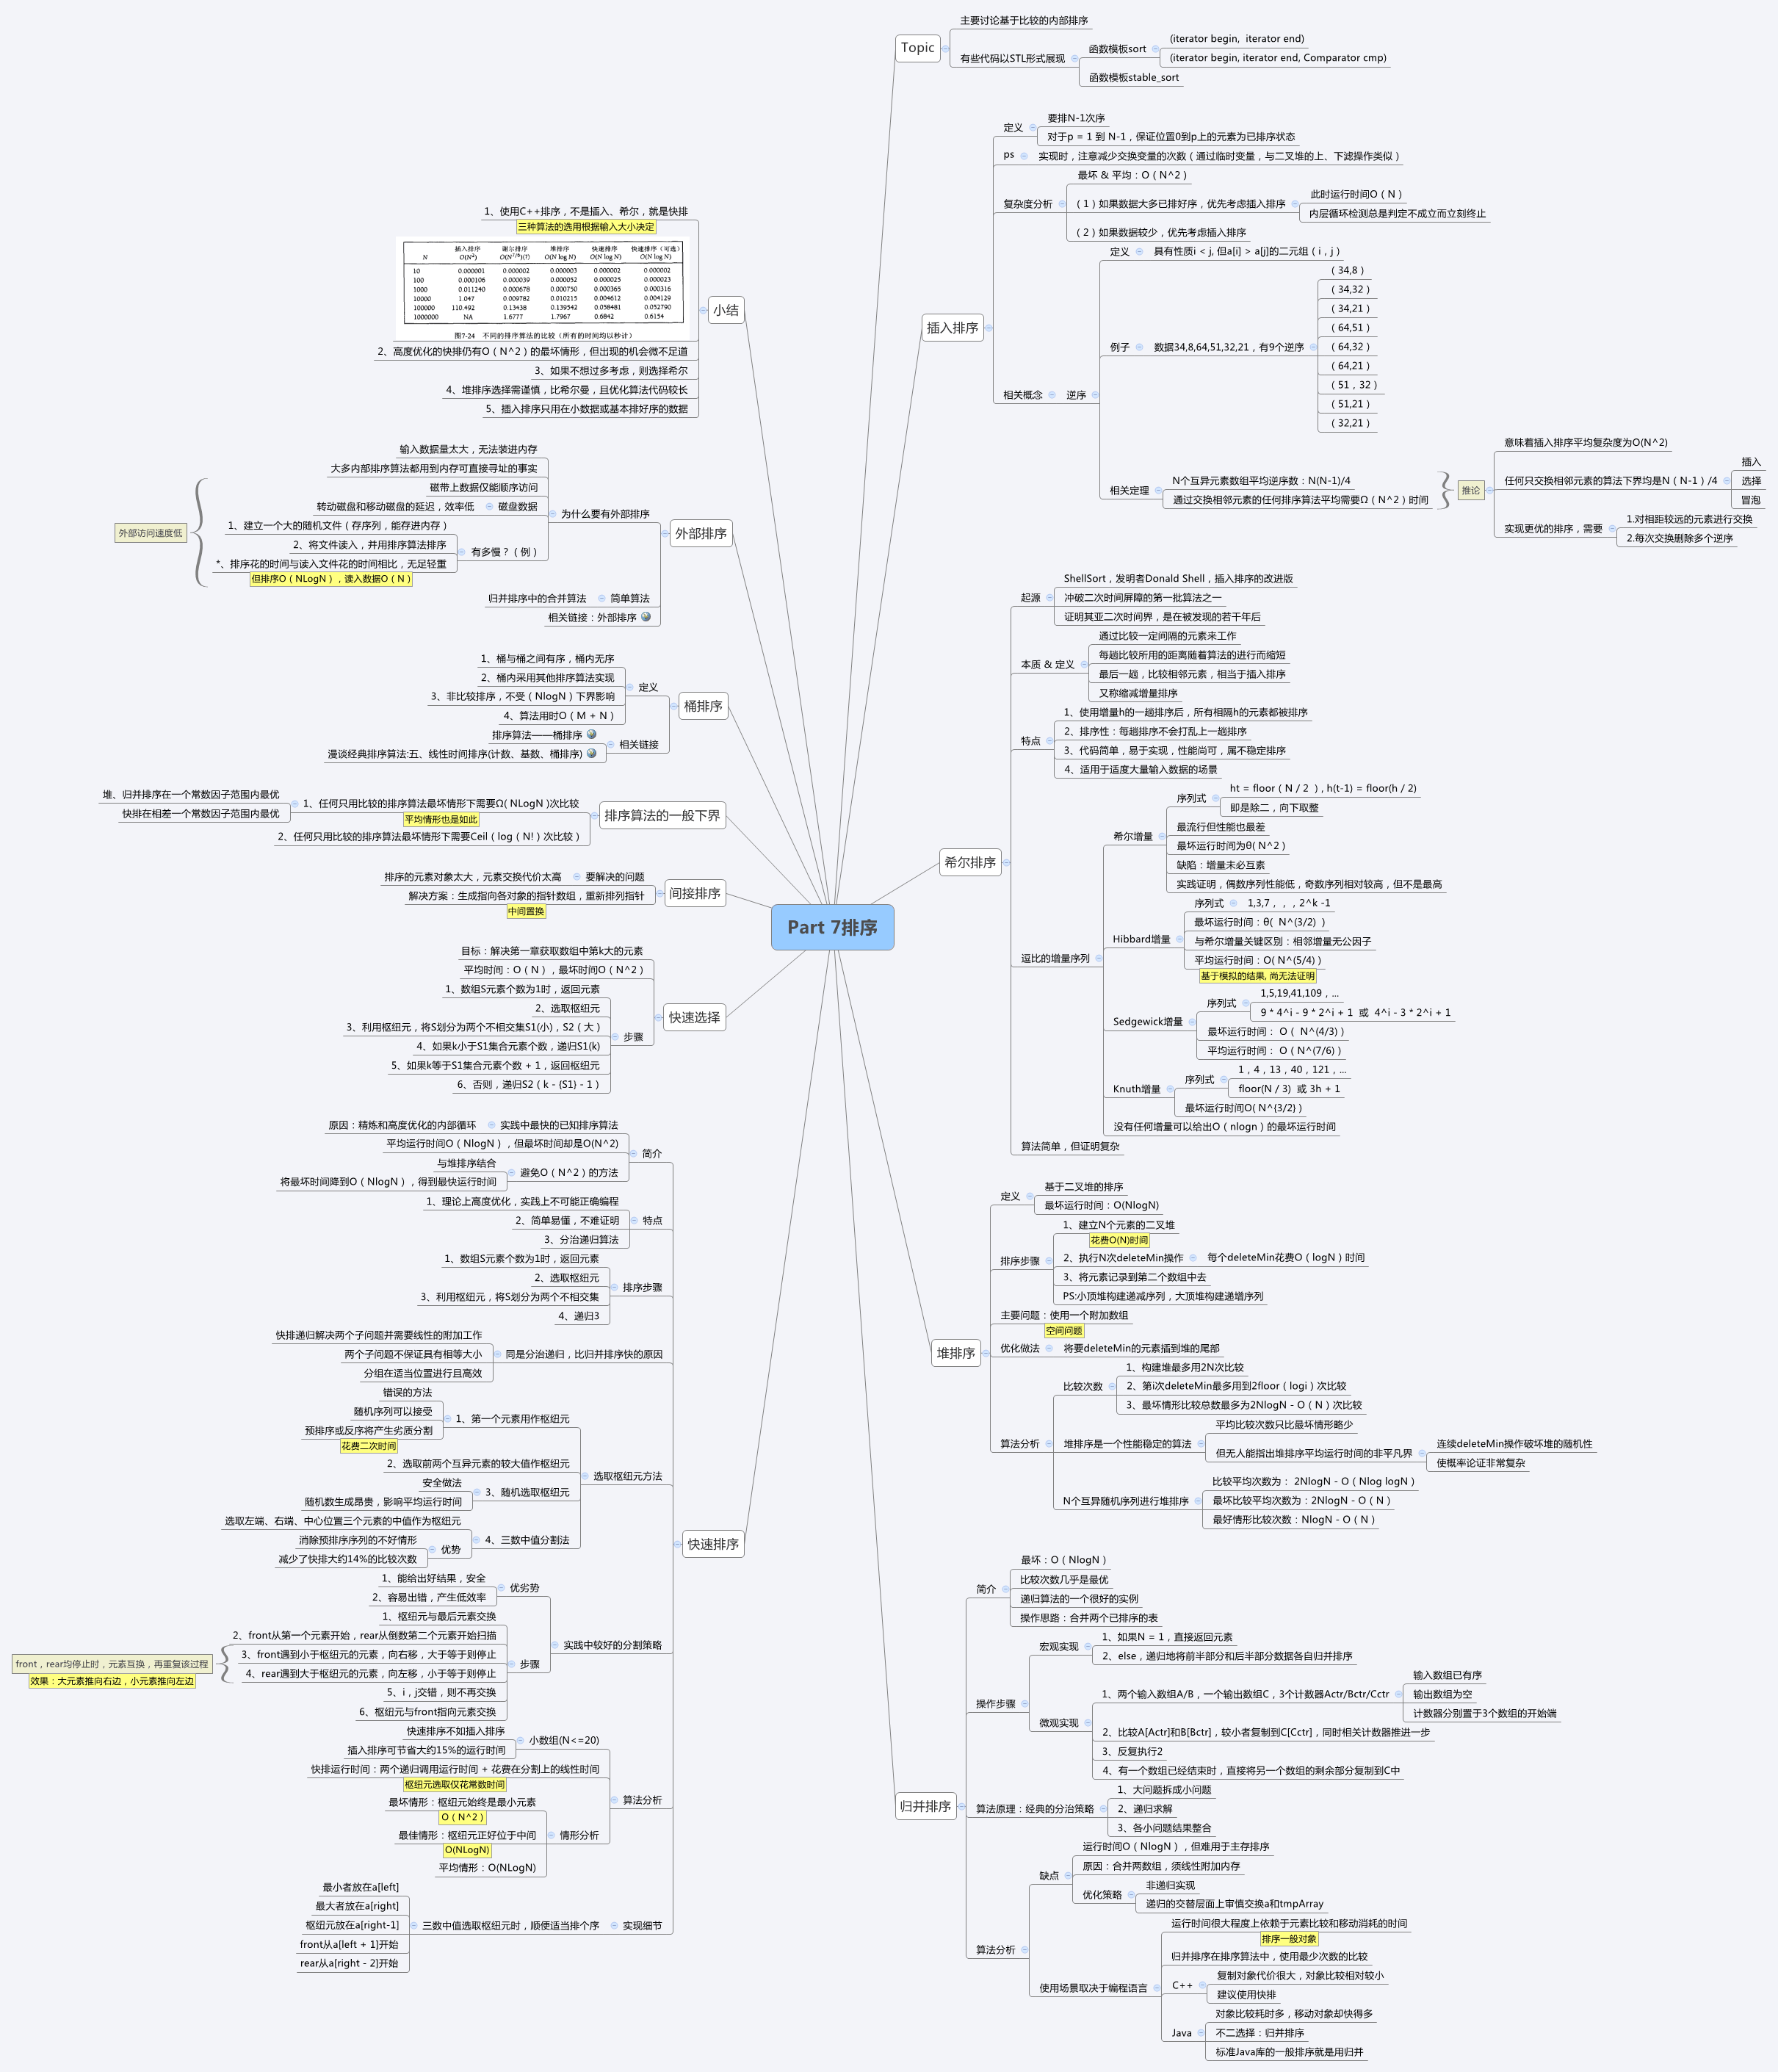 Part 7排序
Topic
主要讨论基于比较的内部排序
有些代码以STL形式展现
函数模板sort
(iterator begin,  iterator end)
(iterator begin, iterator end, Comparator cmp)
函数模板stable_sort
插入排序
定义
要排N-1次序
对于p = 1 到 N-1，保证位置0到p上的元素为已排序状态
ps
实现时，注意减少交换变量的次数（通过临时变量，与二叉堆的上、下滤操作类似）
复杂度分析
最坏 & 平均：O（N^2）
（1）如果数据大多已排好序，优先考虑插入排序
此时运行时间O（N）
内层循环检测总是判定不成立而立刻终止
（2）如果数据较少，优先考虑插入排序
相关概念
逆序
定义
具有性质i < j, 但a[i] > a[j]的二元组（i，j）
例子
数据34,8,64,51,32,21，有9个逆序
（34,8）
（34,32）
（34,21）
（64,51）
（64,32）
（64,21）
（51，32）
（51,21）
（32,21）
相关定理
N个互异元素数组平均逆序数：N(N-1)/4
通过交换相邻元素的任何排序算法平均需要Ω（N^2）时间
推论
意味着插入排序平均复杂度为O(N^2)
任何只交换相邻元素的算法下界均是N（N-1）/4
插入
选择
冒泡
实现更优的排序，需要
1.对相距较远的元素进行交换
2.每次交换删除多个逆序
希尔排序
起源
ShellSort，发明者Donald Shell，插入排序的改进版
冲破二次时间屏障的第一批算法之一
证明其亚二次时间界，是在被发现的若干年后
本质 & 定义
通过比较一定间隔的元素来工作
每趟比较所用的距离随着算法的进行而缩短
最后一趟，比较相邻元素，相当于插入排序
又称缩减增量排序
特点
1、使用增量h的一趟排序后，所有相隔h的元素都被排序
2、排序性：每趟排序不会打乱上一趟排序
3、代码简单，易于实现，性能尚可，属不稳定排序
4、适用于适度大量输入数据的场景
逗比的增量序列
希尔增量
序列式
ht = floor（N / 2 ）, h(t-1) = floor(h / 2)
即是除二，向下取整
最流行但性能也最差
最坏运行时间为θ( N^2）
缺陷：增量未必互素
实践证明，偶数序列性能低，奇数序列相对较高，但不是最高
Hibbard增量
序列式
1,3,7，，，2^k -1
最坏运行时间：θ(  N^(3/2) ）
与希尔增量关键区别：相邻增量无公因子
平均运行时间：O( N^(5/4)）
基于模拟的结果, 尚无法证明
Sedgewick增量
序列式
1,5,19,41,109，...
9 * 4^i - 9 * 2^i + 1  或  4^i - 3 * 2^i + 1
最坏运行时间： O（  N^(4/3)）
平均运行时间： O（N^(7/6)）
Knuth增量
序列式
1，4，13，40，121，...
floor(N / 3)  或 3h + 1
最坏运行时间O( N^(3/2)）
没有任何增量可以给出O（nlogn）的最坏运行时间
算法简单，但证明复杂
堆排序
定义
基于二叉堆的排序
最坏运行时间：O(NlogN)
排序步骤
1、建立N个元素的二叉堆
花费O(N)时间
2、执行N次deleteMin操作
每个deleteMin花费O（logN）时间
3、将元素记录到第二个数组中去
PS:小顶堆构建递减序列，大顶堆构建递增序列
主要问题：使用一个附加数组
空间问题
优化做法
将要deleteMin的元素插到堆的尾部
算法分析
比较次数
1、构建堆最多用2N次比较
2、第i次deleteMin最多用到2floor（logi）次比较
3、最坏情形比较总数最多为2NlogN - O（N）次比较
堆排序是一个性能稳定的算法
平均比较次数只比最坏情形略少
但无人能指出堆排序平均运行时间的非平凡界
连续deleteMin操作破坏堆的随机性
使概率论证非常复杂
N个互异随机序列进行堆排序
比较平均次数为： 2NlogN - O（Nlog logN）
最坏比较平均次数为：2NlogN - O（N）
最好情形比较次数：NlogN - O（N）
归并排序
简介
最坏：O（NlogN）
比较次数几乎是最优
递归算法的一个很好的实例
操作思路：合并两个已排序的表
操作步骤
宏观实现
1、如果N = 1，直接返回元素
2、else，递归地将前半部分和后半部分数据各自归并排序
微观实现
1、两个输入数组A/B，一个输出数组C，3个计数器Actr/Bctr/Cctr
输入数组已有序
输出数组为空
计数器分别置于3个数组的开始端
2、比较A[Actr]和B[Bctr]，较小者复制到C[Cctr]，同时相关计数器推进一步
3、反复执行2
4、有一个数组已经结束时，直接将另一个数组的剩余部分复制到C中
算法原理：经典的分治策略
1、大问题拆成小问题
2、递归求解
3、各小问题结果整合
算法分析
缺点
运行时间O（NlogN），但难用于主存排序
原因：合并两数组，须线性附加内存
优化策略
非递归实现
递归的交替层面上审慎交换a和tmpArray
使用场景取决于编程语言
运行时间很大程度上依赖于元素比较和移动消耗的时间
排序一般对象
归并排序在排序算法中，使用最少次数的比较
C++
复制对象代价很大，对象比较相对较小
建议使用快排
Java
对象比较耗时多，移动对象却快得多
不二选择：归并排序
标准Java库的一般排序就是用归并
小结
1、使用C++排序，不是插入、希尔，就是快排
三种算法的选用根据输入大小决定
N 插入排序 O(N²) 谢尔排序 O(N^7/6)(?) 堆排序 O(N log N) 快速排序 O(N log N) 快速排序（可选） O(N log N)
10 0.000001 0.000002 0.000003 0.000002 0.000002
100 0.000106 0.000039 0.000052 0.000025 0.000023
1000 0.011240 0.000678 0.000750 0.000365 0.000316
10000 1.047 0.009782 0.010215 0.004612 0.004129
100000 110.492 0.13438 0.139542 0.058481 0.052790
1000000 NA 1.6777 1.7967 0.6842 0.6154
图7-24 不同的排序算法的比较（所有的时间均以秒计）
2、高度优化的快排仍有O（N^2）的最坏情形，但出现的机会微不足道
3、如果不想过多考虑，则选择希尔
4、堆排序选择需谨慎，比希尔曼，且优化算法代码较长
5、插入排序只用在小数据或基本排好序的数据
外部排序
为什么要有外部排序
输入数据量太大，无法装进内存
大多内部排序算法都用到内存可直接寻址的事实
磁带上数据仅能顺序访问
磁盘数据
转动磁盘和移动磁盘的延迟，效率低
有多慢？（例）
1、建立一个大的随机文件（存序列，能存进内存）
2、将文件读入，并用排序算法排序
*、排序花的时间与读入文件花的时间相比，无足轻重
但排序O（NLogN），读入数据O（N）
外部访问速度低
简单算法
归并排序中的合并算法
相关链接：外部排序
桶排序
定义
1、桶与桶之间有序，桶内无序
2、桶内采用其他排序算法实现
3、非比较排序，不受（NlogN）下界影响
4、算法用时O（M + N）
相关链接
排序算法——桶排序
漫谈经典排序算法:五、线性时间排序(计数、基数、桶排序)
排序算法的一般下界
1、任何只用比较的排序算法最坏情形下需要Ω( NLogN )次比较
平均情形也是如此
堆、归并排序在一个常数因子范围内最优
快排在相差一个常数因子范围内最优
2、任何只用比较的排序算法最坏情形下需要Ceil（log（N!）次比较）
间接排序
要解决的问题
排序的元素对象太大，元素交换代价太高
解决方案：生成指向各对象的指针数组，重新排列指针
中间置换
快速选择
目标：解决第一章获取数组中第k大的元素
平均时间：O（N），最坏时间O（N^2）
步骤
1、数组S元素个数为1时，返回元素
2、选取枢纽元
3、利用枢纽元，将S划分为两个不相交集S1(小)，S2（大）
4、如果k小于S1集合元素个数，递归S1(k)
5、如果k等于S1集合元素个数 + 1，返回枢纽元
6、否则，递归S2（k - {S1} - 1）
快速排序
简介
实践中最快的已知排序算法
原因：精炼和高度优化的内部循环
平均运行时间O（NlogN），但最坏时间却是O(N^2)
避免O（N^2）的方法
与堆排序结合
将最坏时间降到O（NlogN），得到最快运行时间
特点
1、理论上高度优化，实践上不可能正确编程
2、简单易懂，不难证明
3、分治递归算法
排序步骤
1、数组S元素个数为1时，返回元素
2、选取枢纽元
3、利用枢纽元，将S划分为两个不相交集
4、递归3
同是分治递归，比归并排序快的原因
快排递归解决两个子问题并需要线性的附加工作
两个子问题不保证具有相等大小
分组在适当位置进行且高效
选取枢纽元方法
1、第一个元素用作枢纽元
错误的方法
随机序列可以接受
预排序或反序将产生劣质分割
花费二次时间
2、选取前两个互异元素的较大值作枢纽元
3、随机选取枢纽元
安全做法
随机数生成昂贵，影响平均运行时间
4、三数中值分割法
选取左端、右端、中心位置三个元素的中值作为枢纽元
优势
消除预排序序列的不好情形
减少了快排大约14%的比较次数
实践中较好的分割策略
优劣势
1、能给出好结果，安全
2、容易出错，产生低效率
步骤
1、枢纽元与最后元素交换
2、front从第一个元素开始，rear从倒数第二个元素开始扫描
3、front遇到小于枢纽元的元素，向右移，大于等于则停止
4、rear遇到大于枢纽元的元素，向左移，小于等于则停止
5、i，j交错，则不再交换
6、枢纽元与front指向元素交换
front，rear均停止时，元素互换，再重复该过程
效果：大元素推向右边，小元素推向左边
算法分析
小数组(N<=20)
快速排序不如插入排序
插入排序可节省大约15%的运行时间
快排运行时间：两个递归调用运行时间 + 花费在分割上的线性时间
枢纽元选取仅花常数时间
情形分析
最坏情形：枢纽元始终是最小元素
O（N^2）
最佳情形：枢纽元正好位于中间
O(NLogN)
平均情形：O(NLogN)
实现细节
三数中值选取枢纽元时，顺便适当排个序
最小者放在a[left]
最大者放在a[right]
枢纽元放在a[right-1]
front从a[left + 1]开始
rear从a[right - 2]开始